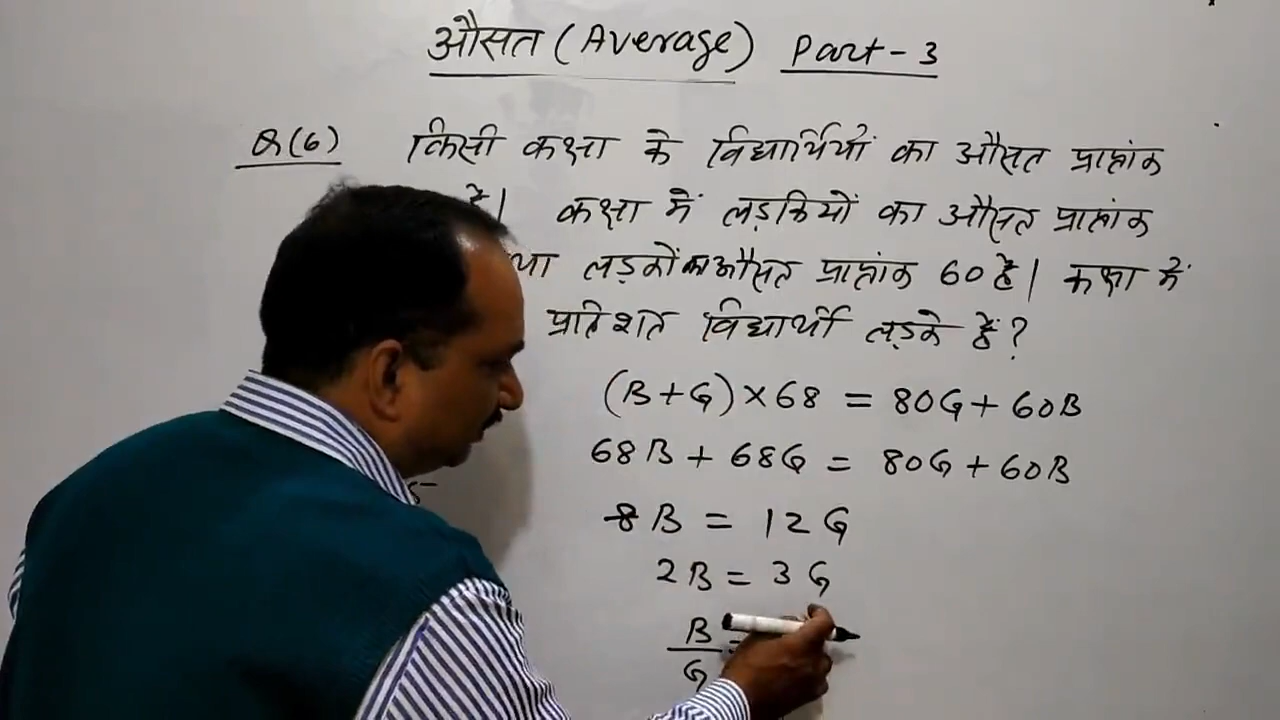 औसत (Average) Part-3
Q(6) किसी कक्षा के विद्यार्थियों का औसत प्राप्तांक
है। कक्षा में लड़कियों का औसत प्राप्तांक
लड़कों का औसत प्राप्तांक 60 है। कक्षा में
प्रतिशत विद्यार्थी लड़के हैं?
(B+G)×68 = 80G+60B
68B+68G = 80G+60B
8B = 12G
2B = 3G
B/G =